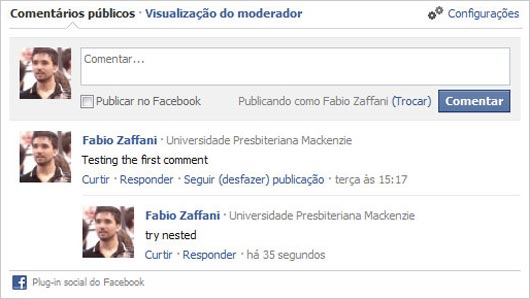 Comentários públicos · Visualização do moderador
Configurações
Comentar...
Publicar no Facebook
Publicando como Fabio Zaffani (Trocar)
Comentar
Fabio Zaffani · Universidade Presbiteriana Mackenzie
Testing the first comment
Curtir · Responder · Seguir (desfazer) publicação · terça às 15:17
Fabio Zaffani · Universidade Presbiteriana Mackenzie
try nested
Curtir · Responder · há 35 segundos
Plug-in social do Facebook